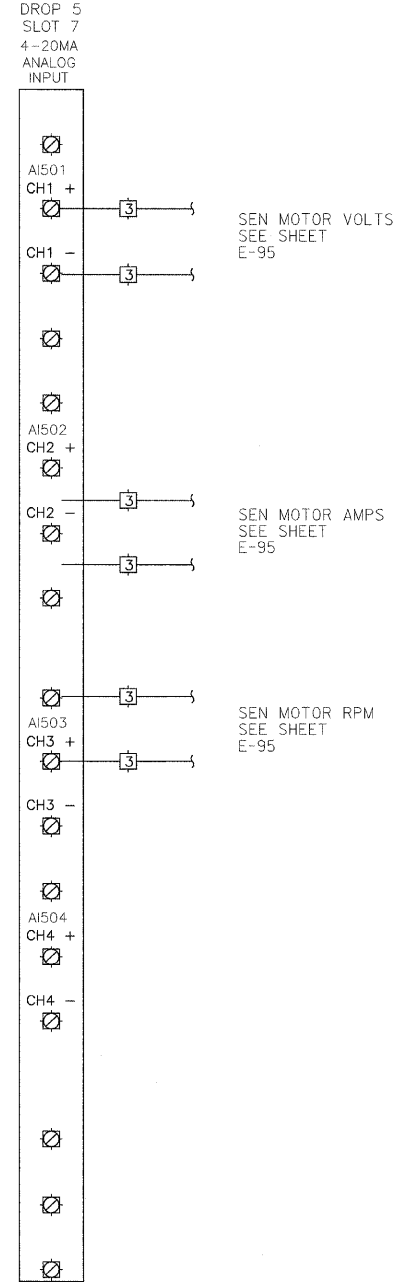 DROP 5
SLOT 7
4-20MA
ANALOG
INPUT
AI501
CH1 +
3
SEN MOTOR VOLTS
SEE SHEET
E-95
CH1 -
3
AI502
CH2 +
3
CH2 -
SEN MOTOR AMPS
SEE SHEET
E-95
3
3
SEN MOTOR RPM
SEE SHEET
E-95
AI503
CH3 +
3
CH3 -
AI504
CH4 +
CH4 -